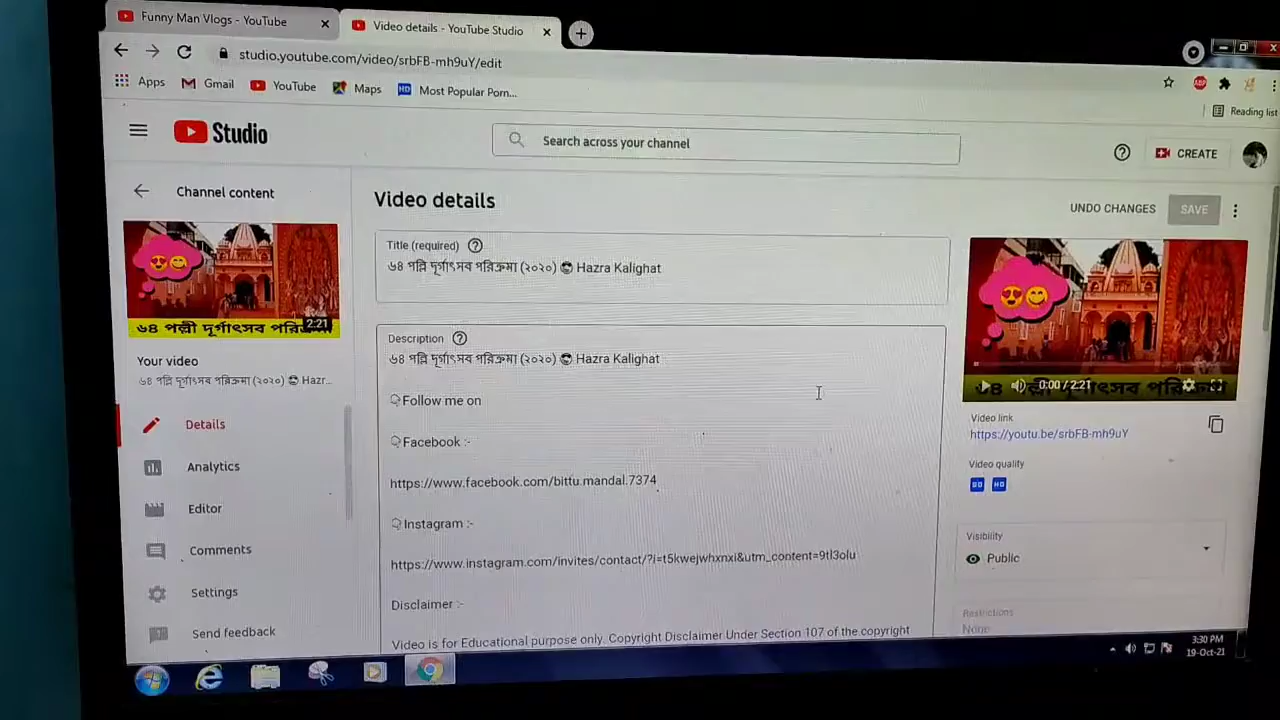 Funny Man Vlogs - YouTube
Video details - YouTube Studio
studio.youtube.com/video/srbFB-mh9uY/edit
Apps
Gmail
YouTube
Maps
Most Popular Porn...
Reading list
Studio
Search across your channel
CREATE
Channel content
Video details
UNDO CHANGES
SAVE
Title (required)
৬৪ পল্লি দূর্গাৎসব পরিক্রমা (২০২০) 😎 Hazra Kalighat
2:21
৬৪ পল্লী দূর্গাৎসব
Your video
৬৪ পল্লি দূর্গাৎসব পরিক্রমা (২০২০) 😎 Hazr...
Description
৬৪ পল্লি দূর্গাৎসব পরিক্রমা (২০২০) 😎 Hazra Kalighat
Follow me on
Facebook :-
https://www.facebook.com/bittu.mandal.7374
Instagram :-
https://www.instagram.com/invites/contact/?i=t5kwejwhxnxi&utm_content=9tl3olu
Disclaimer :-
Video is for Educational purpose only. Copyright Disclaimer Under Section 107 of the copyright
Details
Analytics
Editor
Comments
Settings
Send feedback
0:00 / 2:21
Video link
https://youtu.be/srbFB-mh9uY
Video quality
SD HD
Visibility
Public
Restrictions
None
3:30 PM
19-Oct-21